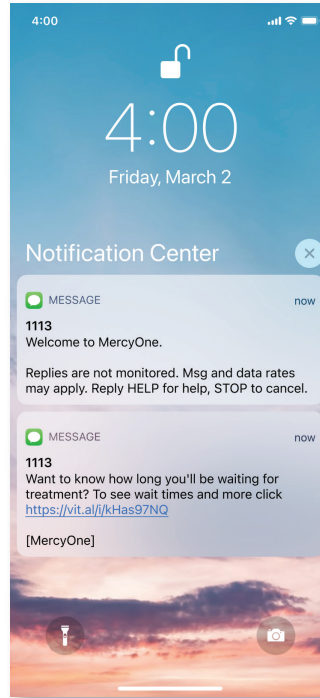 4:00
4:00
Friday, March 2
Notification Center
MESSAGE
now
1113
Welcome to MercyOne.
Replies are not monitored. Msg and data rates
may apply. Reply HELP for help, STOP to cancel.
MESSAGE
now
1113
Want to know how long you'll be waiting for
treatment? To see wait times and more click
https://vit.al/i/kHas97NQ
[MercyOne]